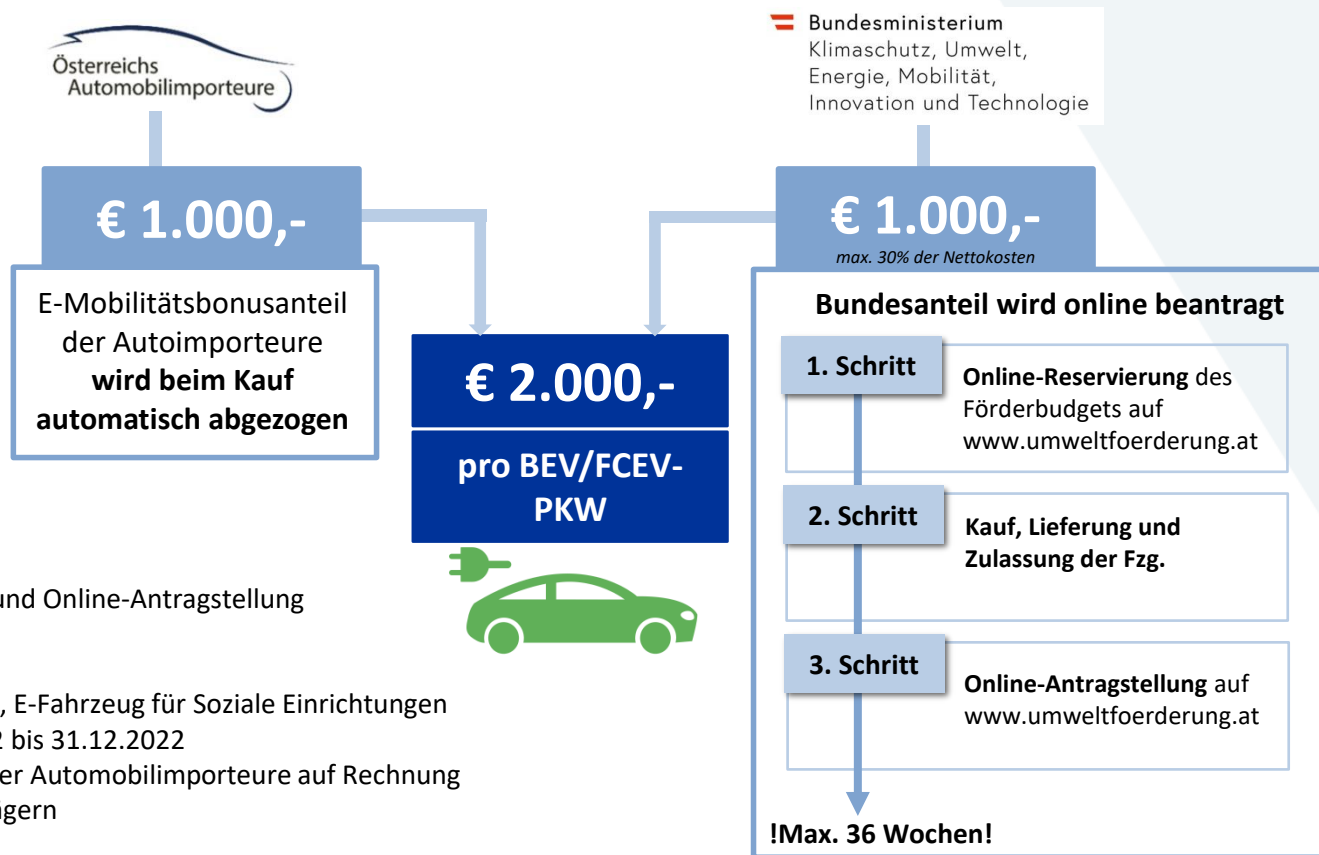 Österreichs
Automobilimporteure
Bundesministerium
Klimaschutz, Umwelt,
Energie, Mobilität,
Innovation und Technologie
€ 1.000,-
€ 1.000,-
max. 30% der Nettokosten
E-Mobilitätsbonusanteil
der Autoimporteure
wird beim Kauf
automatisch abgezogen
€ 2.000,-
pro BEV/FCEV-
PKW
Bundesanteil wird online beantragt
1. Schritt
Online-Reservierung des
Förderbudgets auf
www.umweltfoerderung.at
2. Schritt
Kauf, Lieferung und
Zulassung der Fzg.
3. Schritt
Online-Antragstellung auf
www.umweltfoerderung.at
!Max. 36 Wochen!
und Online-Antragstellung
, E-Fahrzeug für Soziale Einrichtungen
bis 31.12.2022
Automobilimporteure auf Rechnung